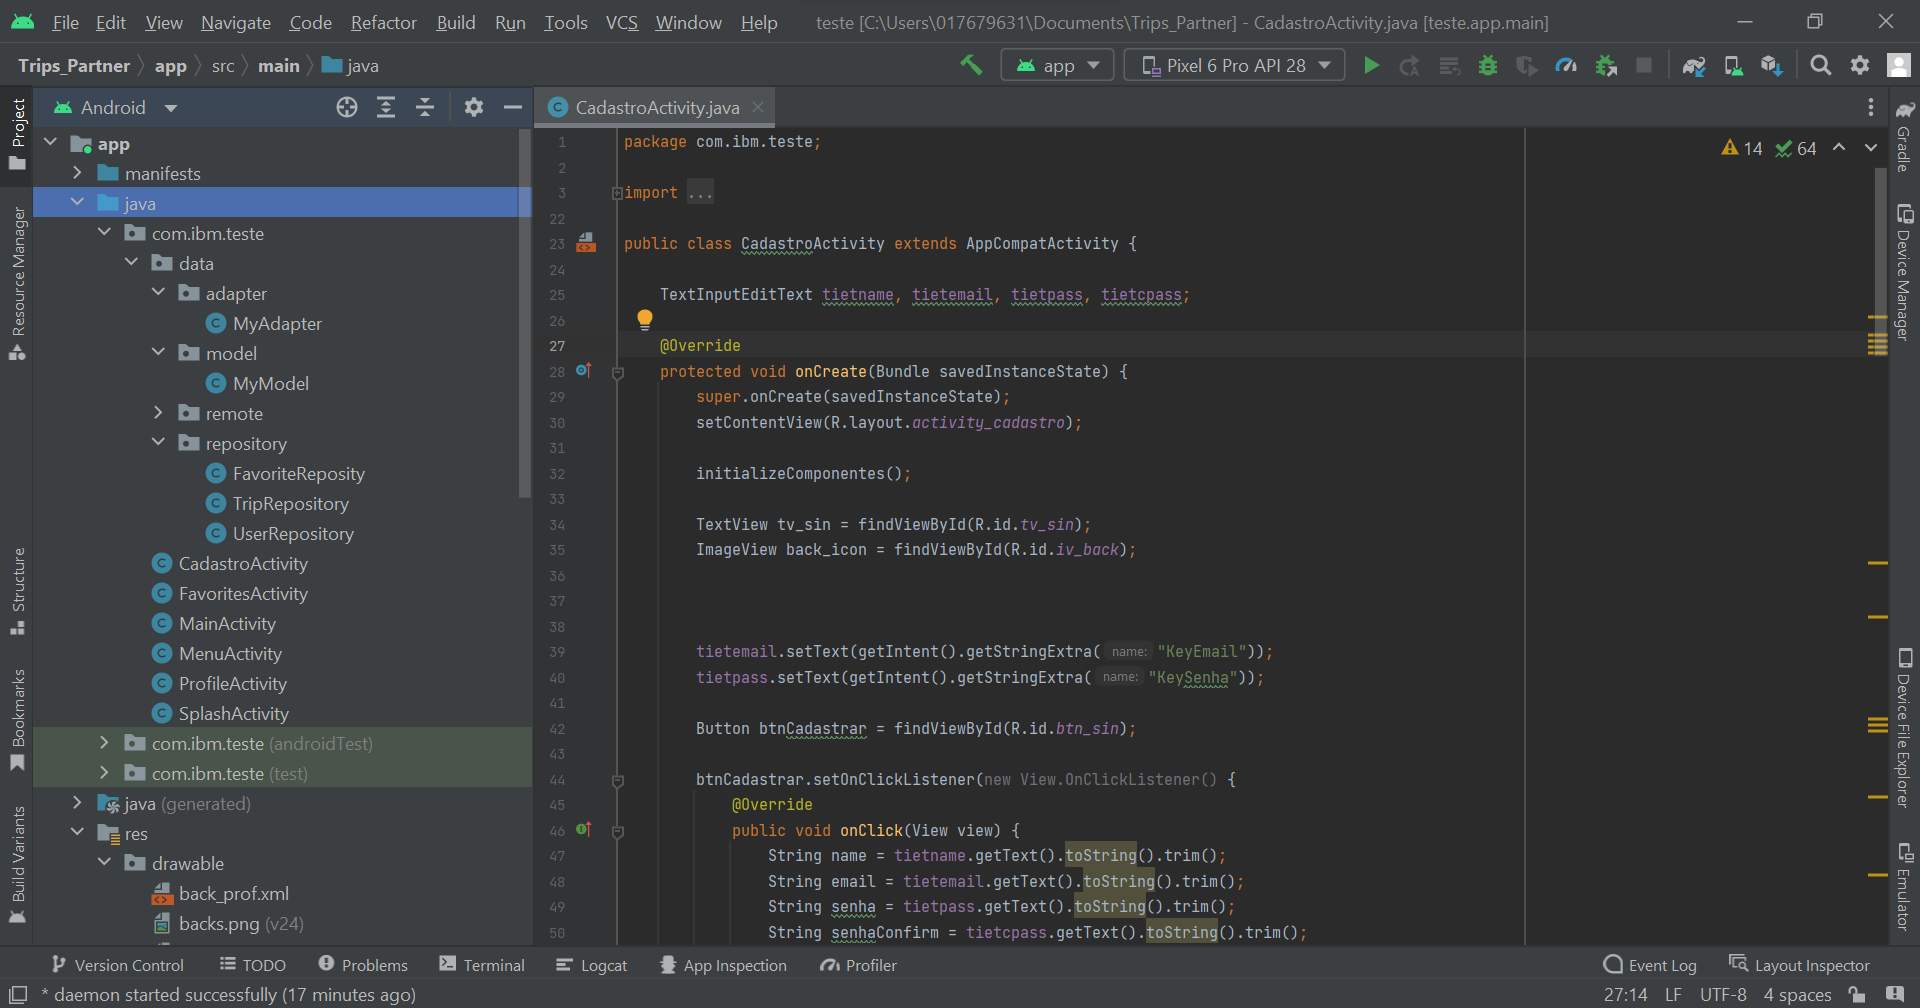 File Edit View Navigate Code Refactor Build Run Tools VCS Window Help teste [C:\Users\017679631\Documents\Trips_Partner] - CadastroActivity.java [teste.app.main]
Trips_Partner app src main java app Pixel 6 Pro API 28
Project
Resource Manager
Structure
Bookmarks
Build Variants
Android
app
manifests
java
com.ibm.teste
data
adapter
MyAdapter
model
MyModel
remote
repository
FavoriteReposity
TripRepository
UserRepository
CadastroActivity
FavoritesActivity
MainActivity
MenuActivity
ProfileActivity
SplashActivity
com.ibm.teste (androidTest)
com.ibm.teste (test)
java (generated)
res
drawable
back_prof.xml
backs.png (v24)
CadastroActivity.java
14 64
1 package com.ibm.teste;
2
3 import ...
22
23 public class CadastroActivity extends AppCompatActivity {
24
25 TextInputEditText tietname, tietemail, tietpass, tietcpass;
26
27 @Override
28 protected void onCreate(Bundle savedInstanceState) {
29 super.onCreate(savedInstanceState);
30 setContentView(R.layout.activity_cadastro);
31
32 initializeComponentes();
33
34 TextView tv_sin = findViewById(R.id.tv_sin);
35 ImageView back_icon = findViewById(R.id.iv_back);
36
37
38
39 tietemail.setText(getIntent().getStringExtra( name: "KeyEmail"));
40 tietpass.setText(getIntent().getStringExtra( name: "KeySenha"));
41
42 Button btnCadastrar = findViewById(R.id.btn_sin);
43
44 btnCadastrar.setOnClickListener(new View.OnClickListener() {
45 @Override
46 public void onClick(View view) {
47 String name = tietname.getText().toString().trim();
48 String email = tietemail.getText().toString().trim();
49 String senha = tietpass.getText().toString().trim();
50 String senhaConfirm = tietcpass.getText().toString().trim();
Gradle
Device Manager
Device File Explorer
Emulator
Version Control TODO Problems Terminal Logcat App Inspection Profiler Event Log Layout Inspector
* daemon started successfully (17 minutes ago) 27:14 LF UTF-8 4 spaces